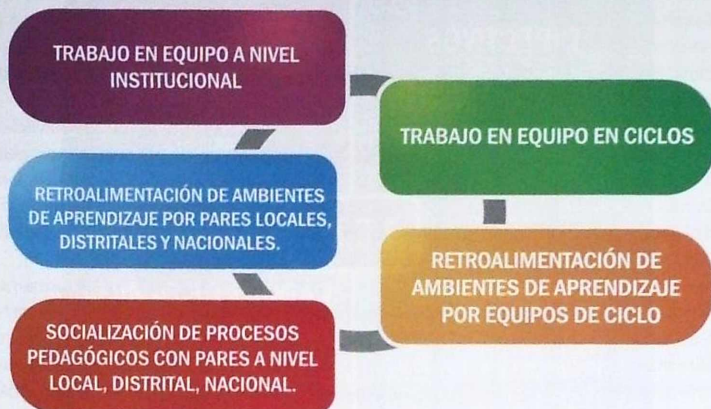 TRABAJO EN EQUIPO A NIVEL
INSTITUCIONAL
TRABAJO EN EQUIPO EN CICLOS
RETROALIMENTACIÓN DE AMBIENTES
DE APRENDIZAJE POR PARES LOCALES,
DISTRITALES Y NACIONALES.
RETROALIMENTACIÓN DE
AMBIENTES DE APRENDIZAJE
POR EQUIPOS DE CICLO
SOCIALIZACIÓN DE PROCESOS
PEDAGÓGICOS CON PARES A NIVEL
LOCAL, DISTRITAL, NACIONAL.